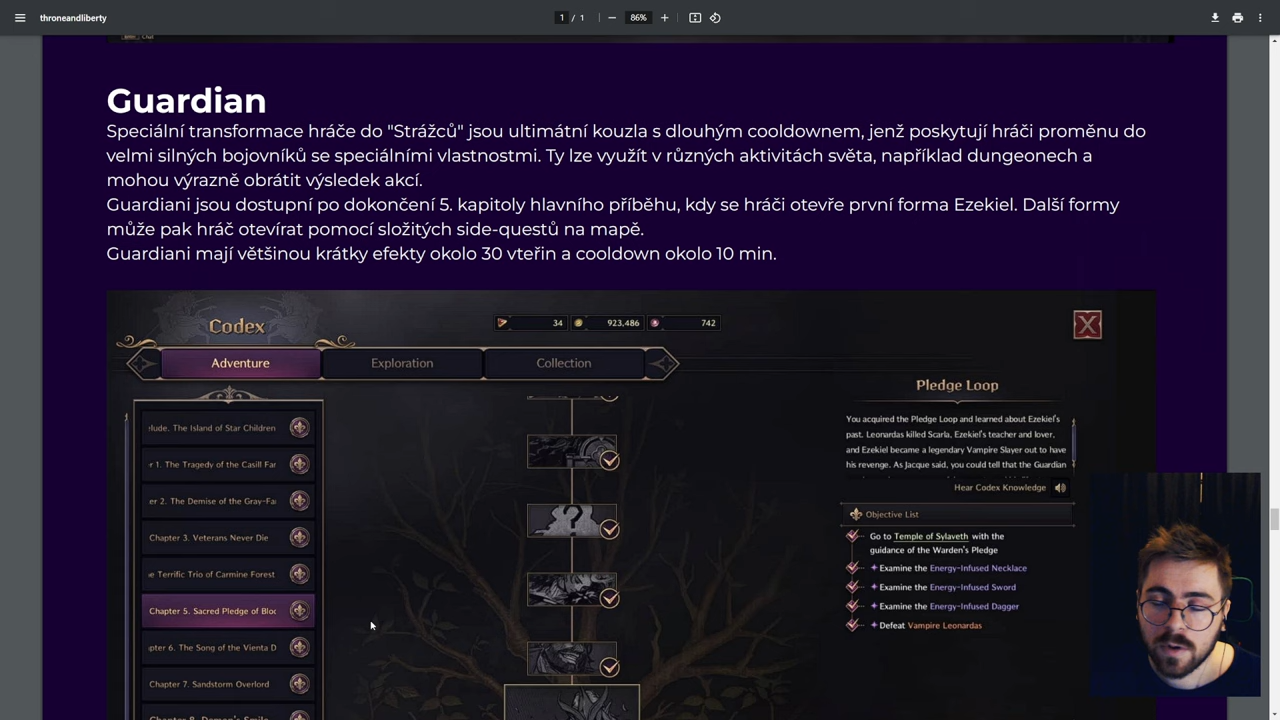 throneandliberty
1 / 1
86%
Guardian
Speciální transformace hráče do "Strážců" jsou ultimátní kouzla s dlouhým cooldownem, jenž poskytují hráči proměnu do
velmi silných bojovníků se speciálními vlastnostmi. Ty lze využít v různých aktivitách světa, například dungeonech a
mohou výrazně obrátit výsledek akcí.
Guardiani jsou dostupní po dokončení 5. kapitoly hlavního příběhu, kdy se hráči otevře první forma Ezekiel. Další formy
může pak hráč otevírat pomocí složitých side-questů na mapě.
Guardiani mají většinou krátky efekty okolo 30 vteřin a cooldown okolo 10 min.
Codex
34
923,486
742
Adventure
Exploration
Collection
lude. The Island of Star Children
r 1. The Tragedy of the Casill Far
er 2. The Demise of the Gray-Fa
Chapter 3. Veterans Never Die
e Terrific Trio of Carmine Forest
Chapter 5. Sacred Pledge of Bloo
pter 6. The Song of the Vienta D
Chapter 7. Sandstorm Overlord
Chapter 8. Demon's Smile
Pledge Loop
You acquired the Pledge Loop and learned about Ezekiel's
past. Leonardas killed Scarla, Ezekiel's teacher and lover,
and Ezekiel became a legendary Vampire Slayer out to have
his revenge. As Jacque said, you could tell that the Guardian
Hear Codex Knowledge
Objective List
Go to Temple of Sylaveth with the
guidance of the Warden's Pledge
Examine the Energy-Infused Necklace
Examine the Energy-Infused Sword
Examine the Energy-Infused Dagger
Defeat Vampire Leonardas